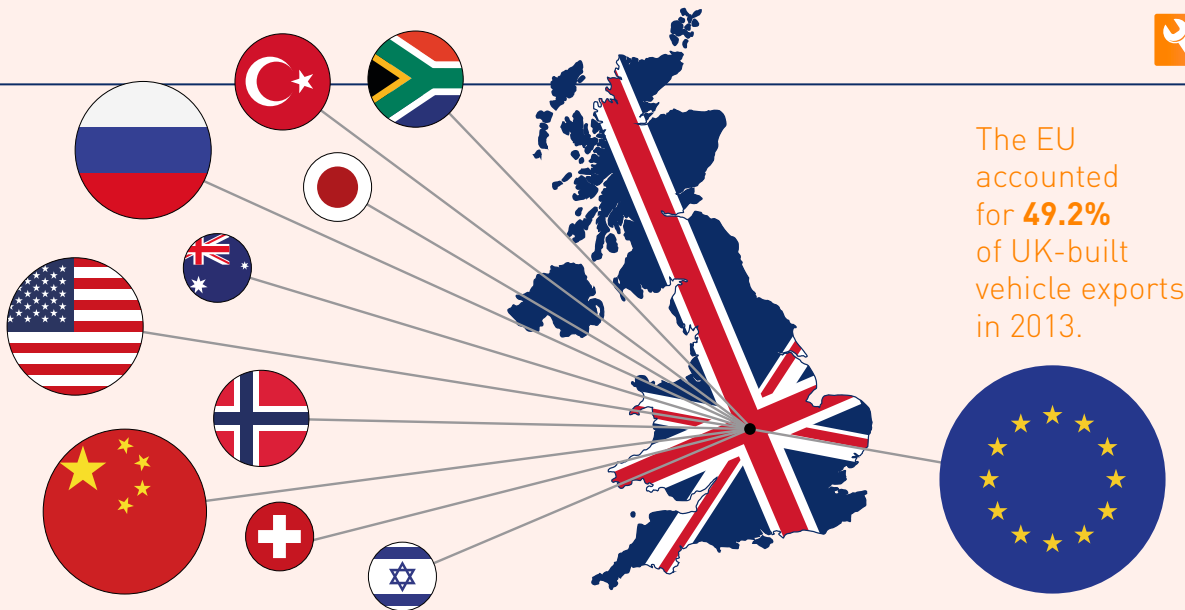 The EU
accounted
for 49.2%
of UK-built
vehicle exports
in 2013.